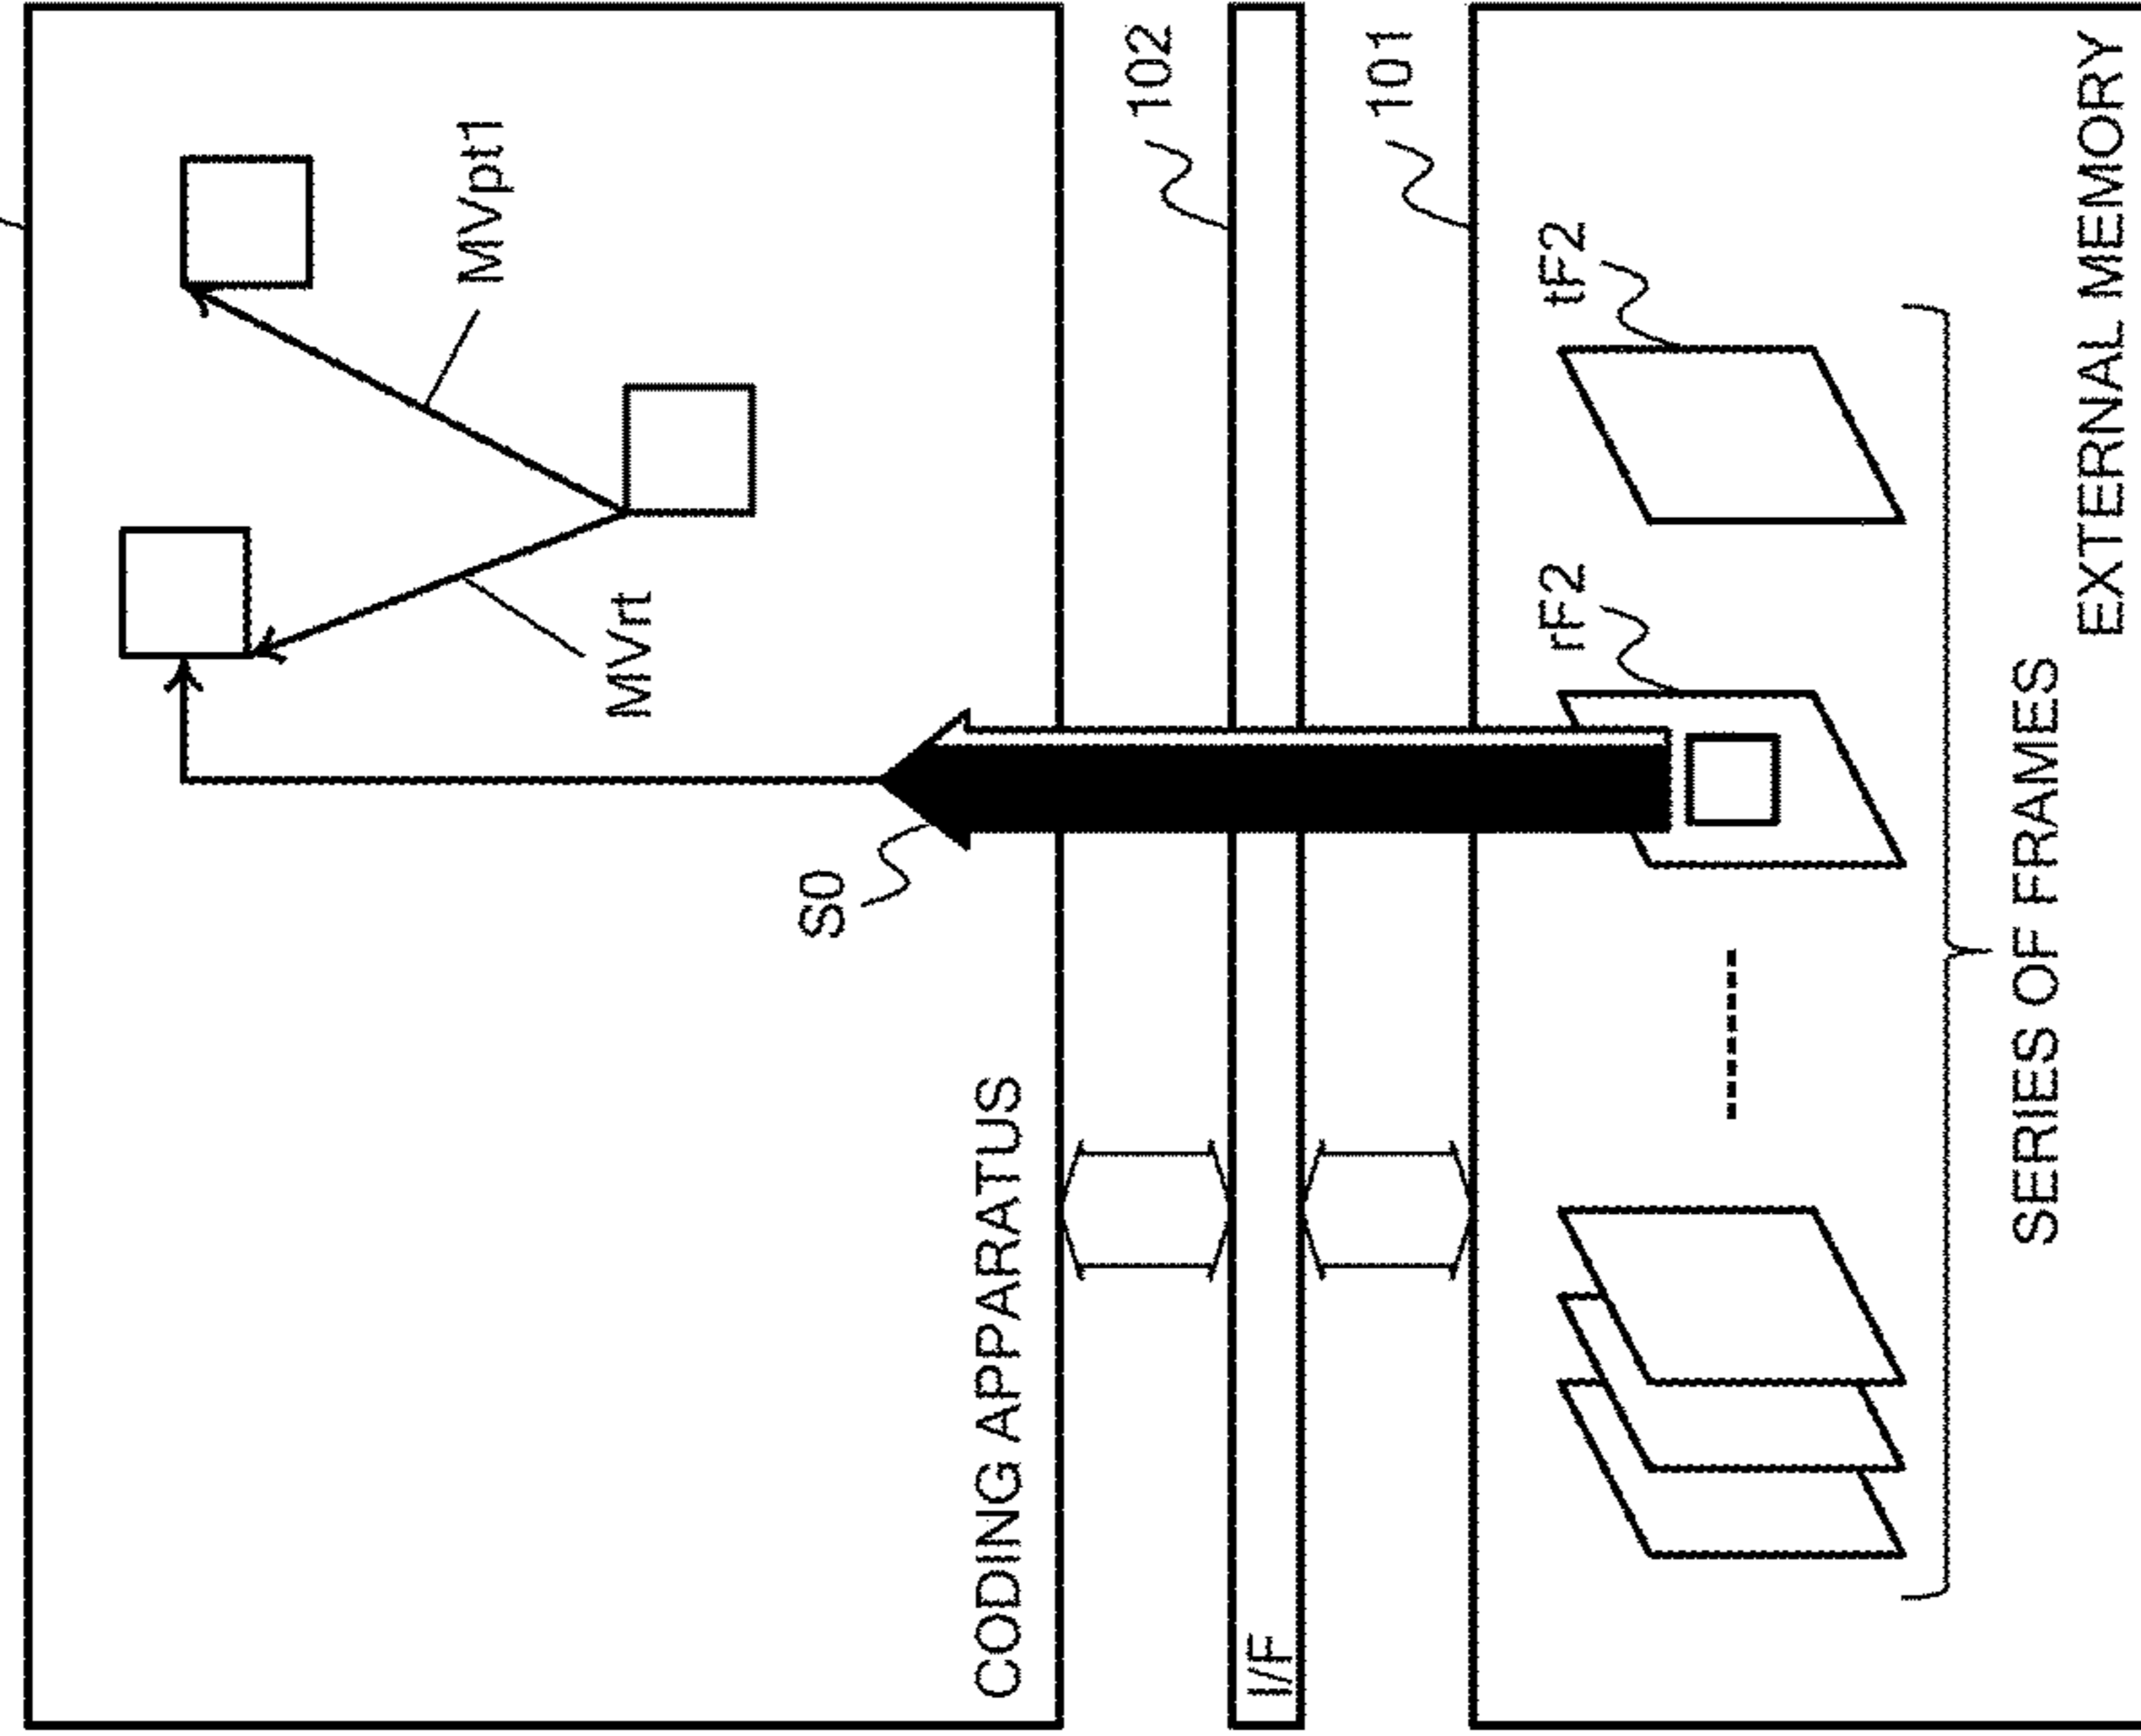 MVpt1
MVrt
S0
CODING APPARATUS
102
I/F
101
tF2
rF2
SERIES OF FRAMES
EXTERNAL MEMORY